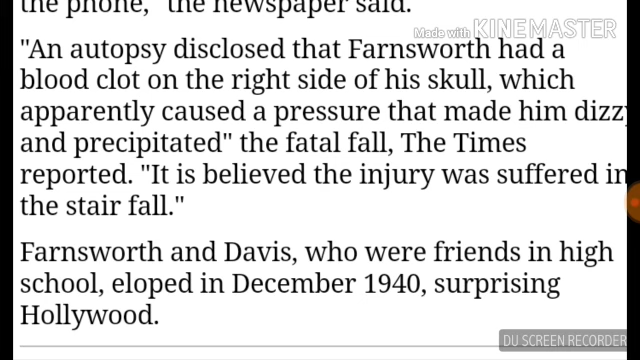 the phone," the newspaper said.
Made with KINEMASTER
"An autopsy disclosed that Farnsworth had a
blood clot on the right side of his skull, which
apparently caused a pressure that made him dizzy
and precipitated" the fatal fall, The Times
reported. "It is believed the injury was suffered in
the stair fall."
Farnsworth and Davis, who were friends in high
school, eloped in December 1940, surprising
Hollywood.
DU SCREEN RECORDER